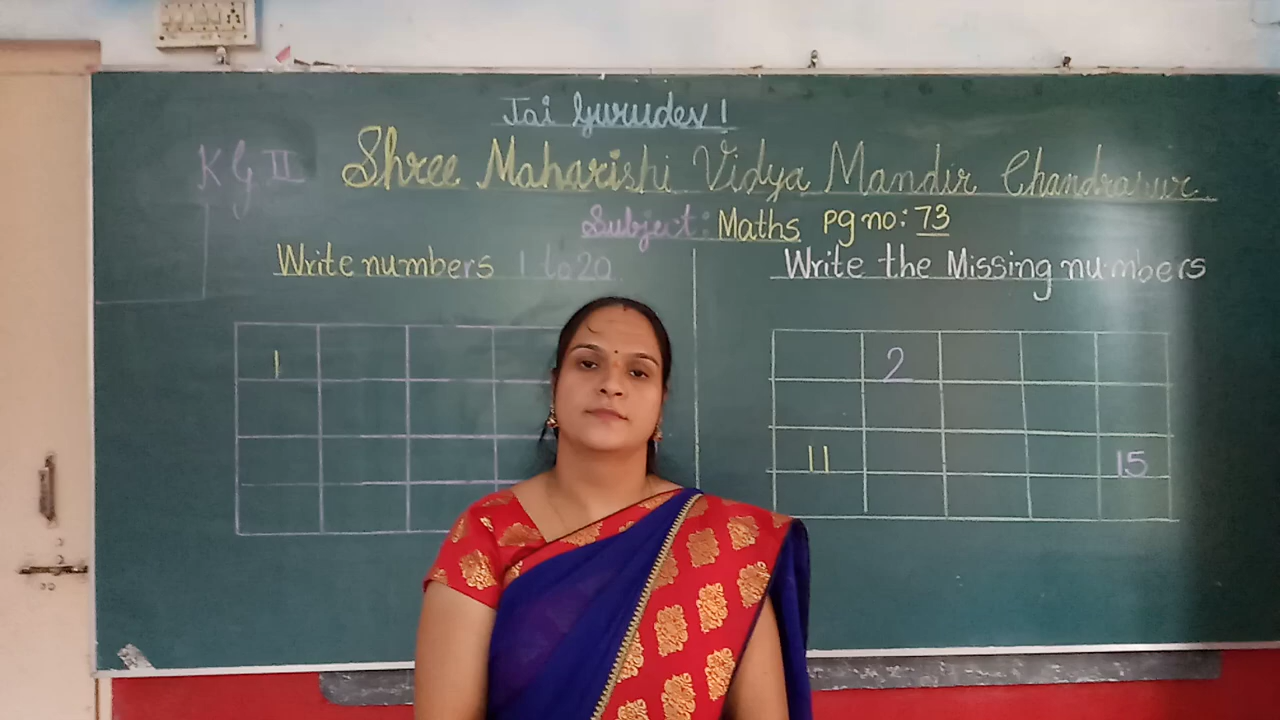 Jai Gurudev!
KG II
Shree Maharishi Vidya Mandir Chandrapur
Subject: Maths Pg no: 73
Write numbers 1 to 20
Write the Missing numbers
1
2
11 15